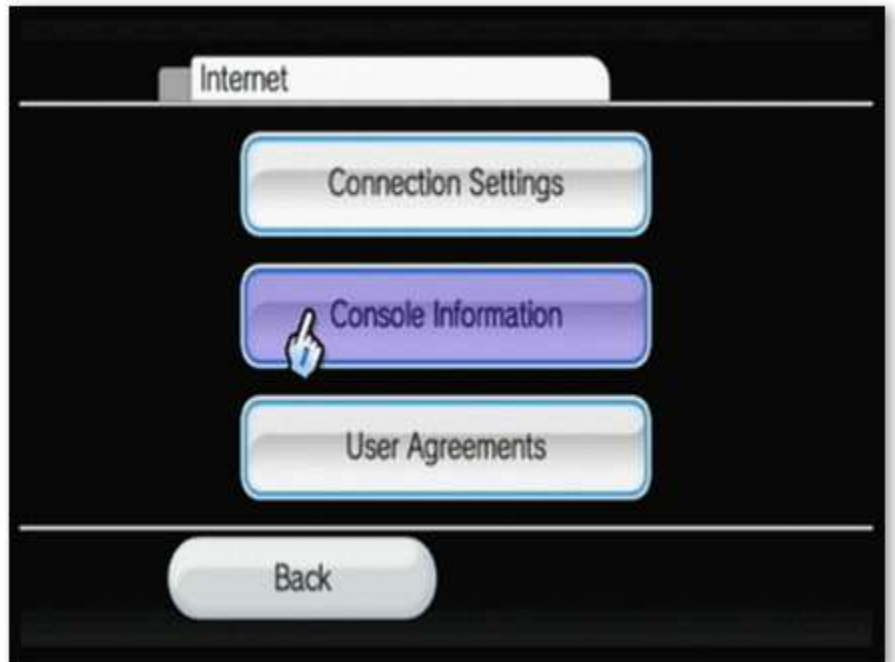 Internet
Connection Settings
Console Information
User Agreements
Back